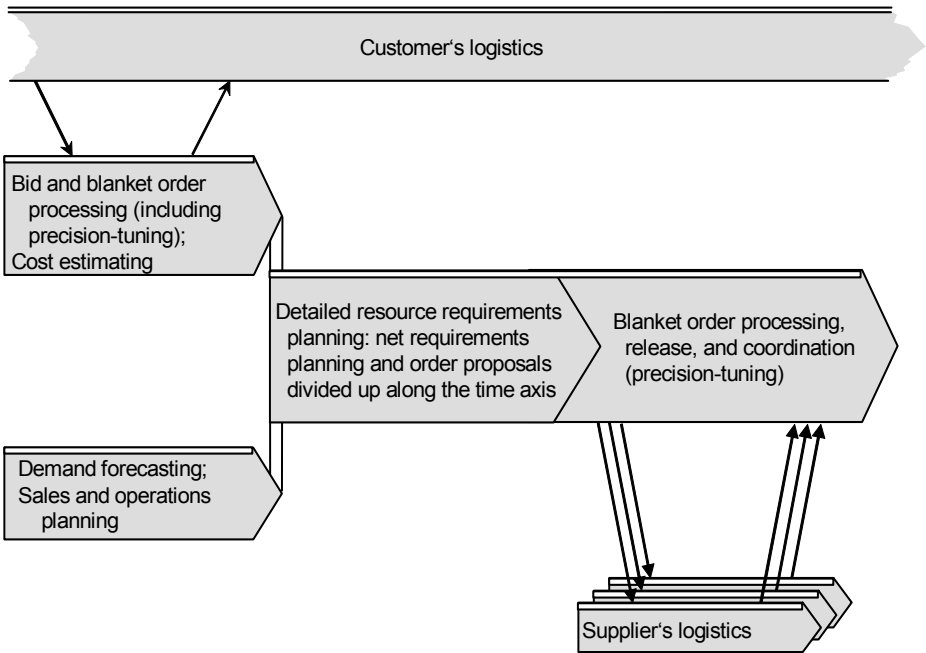 Customer‘s logistics
Bid and blanket order
processing (including
precision-tuning);
Cost estimating
Detailed resource requirements
planning: net requirements
planning and order proposals
divided up along the time axis
Blanket order processing,
release, and coordination
(precision-tuning)
Demand forecasting;
Sales and operations
planning
Supplier‘s logistics